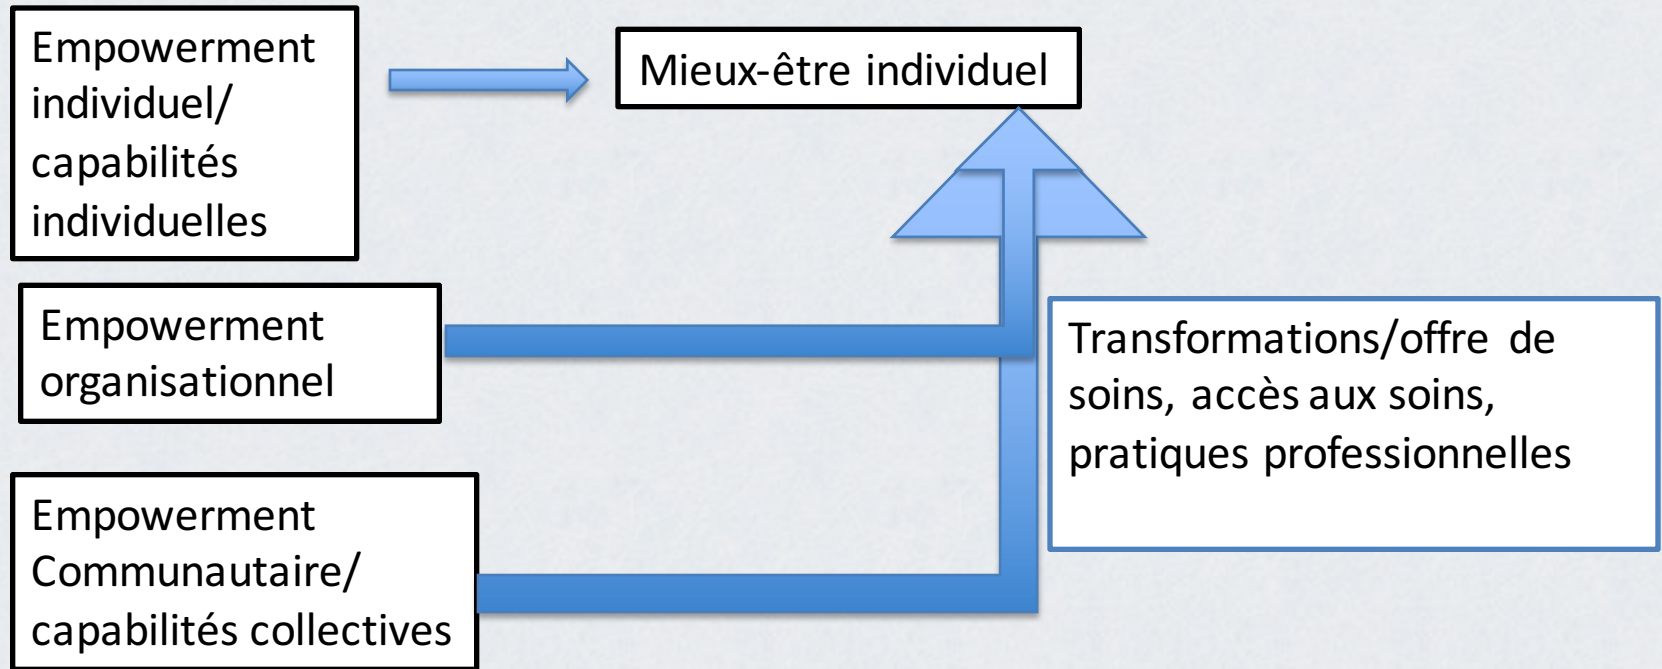 Empowerment
individuel/
capabilités
individuelles
Mieux-être individuel
Empowerment
organisationnel
Transformations/offre de
soins, accès aux soins,
pratiques professionnelles
Empowerment
Communautaire/
capabilités collectives